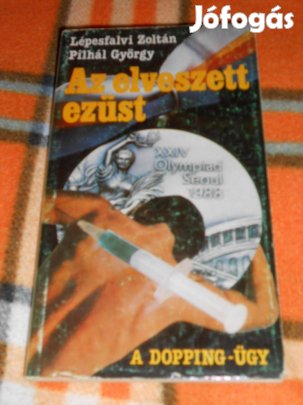 Jófogás
Lépesfalvi Zoltán
Pilhál György
Az elveszett
ezüst
XXIV
Olympiad
Seoul
1988
A DOPPING-ÜGY